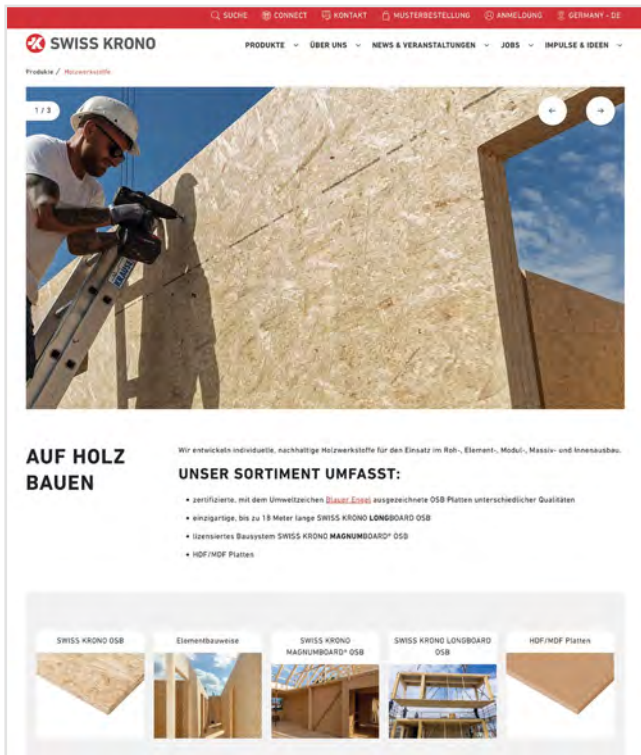 SUCHE CONNECT KONTAKT MUSTERBESTELLUNG ANMELDUNG GERMANY - DE
SWISS KRONO
PRODUKTE ÜBER UNS NEWS & VERANSTALTUNGEN JOBS IMPULSE & IDEEN
Produkte / Holzwerkstoffe
1 / 3
KRAUSE
AUF HOLZ
BAUEN
Wir entwickeln individuelle, nachhaltige Holzwerkstoffe für den Einsatz im Roh-, Element-, Modul-, Massiv- und Innenausbau.
UNSER SORTIMENT UMFASST:
• zertifizierte, mit dem Umweltzeichen Blauer Engel ausgezeichnete OSB Platten unterschiedlicher Qualitäten
• einzigartige, bis zu 18 Meter lange SWISS KRONO LONGBOARD OSB
• lizensiertes Bausystem SWISS KRONO MAGNUMBOARD® OSB
• HDF/MDF Platten
SWISS KRONO OSB
Elementbauweise
SWISS KRONO
MAGNUMBOARD® OSB
SWISS KRONO LONGBOARD
OSB
HDF/MDF Platten